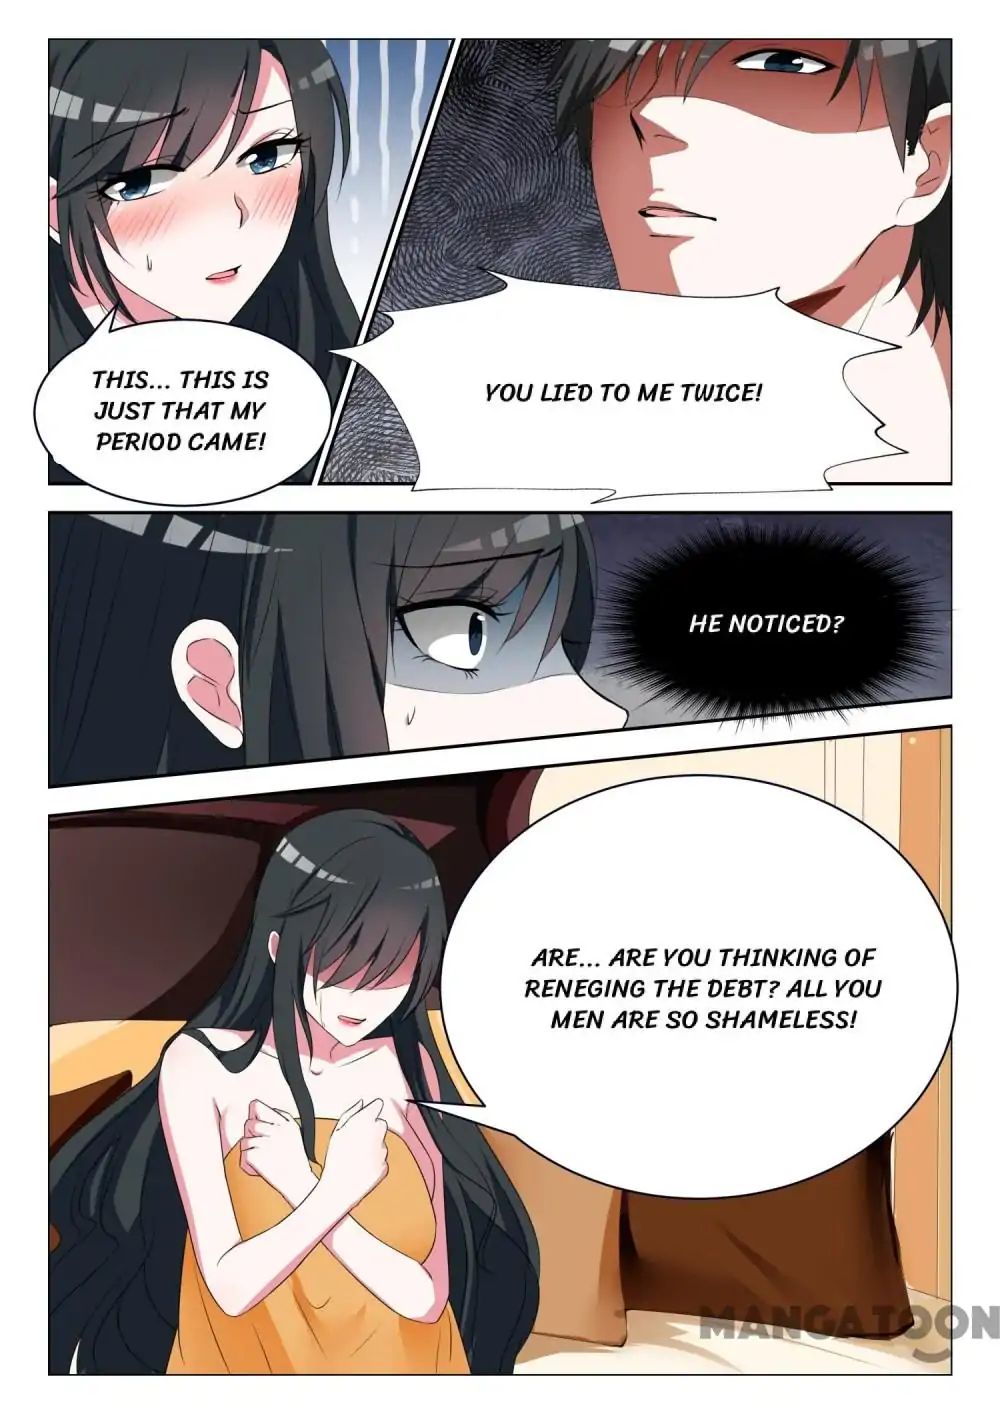 THIS... THIS IS
JUST THAT MY
PERIOD CAME!
YOU LIED TO ME TWICE!
HE NOTICED?
ARE... ARE YOU THINKING OF
RENEGING THE DEBT? ALL YOU
MEN ARE SO SHAMELESS!
MANGATOON